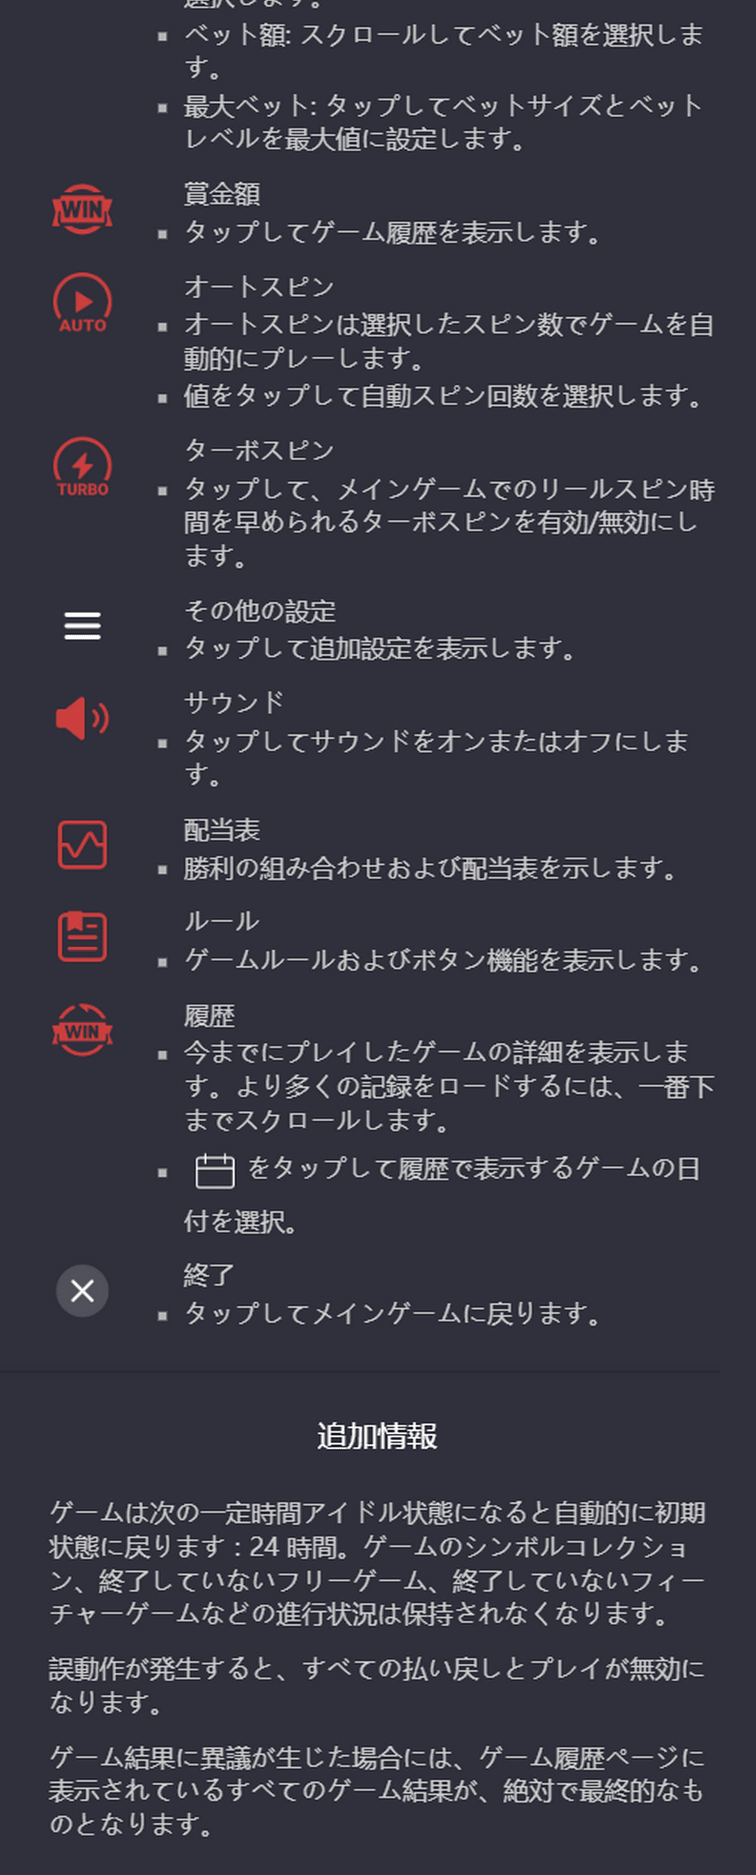 選択します。
▪ ベット額: スクロールしてベット額を選択しま
す。
▪ 最大ベット: タップしてベットサイズとベット
レベルを最大値に設定します。
WIN
賞金額
▪ タップしてゲーム履歴を表示します。
AUTO
オートスピン
▪ オートスピンは選択したスピン数でゲームを自
動的にプレーします。
▪ 値をタップして自動スピン回数を選択します。
TURBO
ターボスピン
▪ タップして、メインゲームでのリールスピン時
間を早められるターボスピンを有効/無効にし
ます。
その他の設定
▪ タップして追加設定を表示します。
サウンド
▪ タップしてサウンドをオンまたはオフにしま
す。
配当表
▪ 勝利の組み合わせおよび配当表を示します。
ルール
▪ ゲームルールおよびボタン機能を表示します。
WIN
履歴
▪ 今までにプレイしたゲームの詳細を表示しま
す。より多くの記録をロードするには、一番下
までスクロールします。
▪ をタップして履歴で表示するゲームの日
付を選択。
終了
▪ タップしてメインゲームに戻ります。
追加情報
ゲームは次の一定時間アイドル状態になると自動的に初期
状態に戻ります：24 時間。ゲームのシンボルコレクショ
ン、終了していないフリーゲーム、終了していないフィー
チャーゲームなどの進行状況は保持されなくなります。
誤動作が発生すると、すべての払い戻しとプレイが無効に
なります。
ゲーム結果に異議が生じた場合には、ゲーム履歴ページに
表示されているすべてのゲーム結果が、絶対で最終的なも
のとなります。